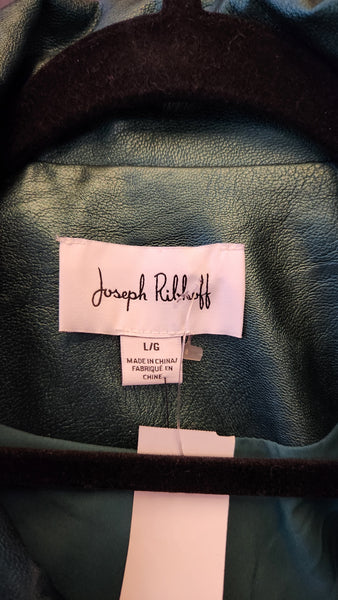 Joseph Ribkoff
L/G
MADE IN CHINA/
FABRIQUÉ EN
CHINE